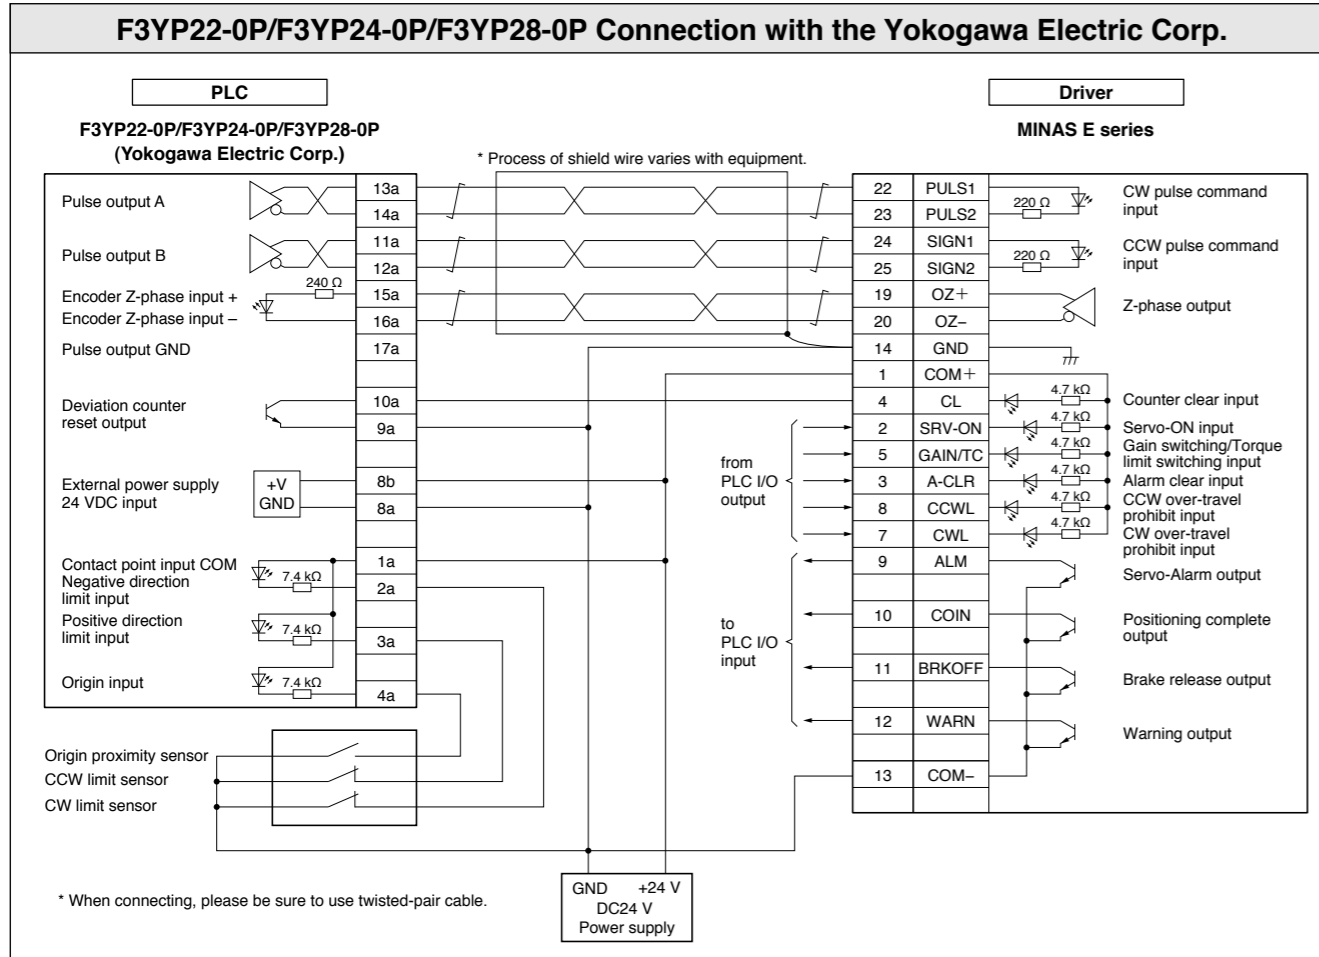 F3YP22-0P/F3YP24-0P/F3YP28-0P Connection with the Yokogawa Electric Corp.
PLC
Driver
F3YP22-0P/F3YP24-0P/F3YP28-0P
(Yokogawa Electric Corp.)
MINAS E series
* Process of shield wire varies with equipment.
Pulse output A
13a
14a
22 PULS1
23 PULS2
220 Ω
CW pulse command
input
Pulse output B
11a
12a
24 SIGN1
25 SIGN2
220 Ω
CCW pulse command
input
240 Ω
Encoder Z-phase input +
Encoder Z-phase input –
15a
16a
19 OZ+
20 OZ–
Z-phase output
Pulse output GND
17a
14 GND
1 COM+
Deviation counter
reset output
10a
9a
4 CL
4.7 kΩ
Counter clear input
from
PLC I/O
output
2 SRV-ON
4.7 kΩ
Servo-ON input
5 GAIN/TC
4.7 kΩ
Gain switching/Torque
limit switching input
External power supply
24 VDC input
+V
GND
8b
8a
3 A-CLR
4.7 kΩ
Alarm clear input
8 CCWL
4.7 kΩ
CCW over-travel
prohibit input
7 CWL
4.7 kΩ
CW over-travel
prohibit input
Contact point input COM
Negative direction
limit input
7.4 kΩ
1a
2a
Positive direction
limit input
7.4 kΩ
3a
Origin input
7.4 kΩ
4a
to
PLC I/O
input
9 ALM
Servo-Alarm output
10 COIN
Positioning complete
output
11 BRKOFF
Brake release output
12 WARN
Warning output
13 COM–
Origin proximity sensor
CCW limit sensor
CW limit sensor
* When connecting, please be sure to use twisted-pair cable.
GND +24 V
DC24 V
Power supply